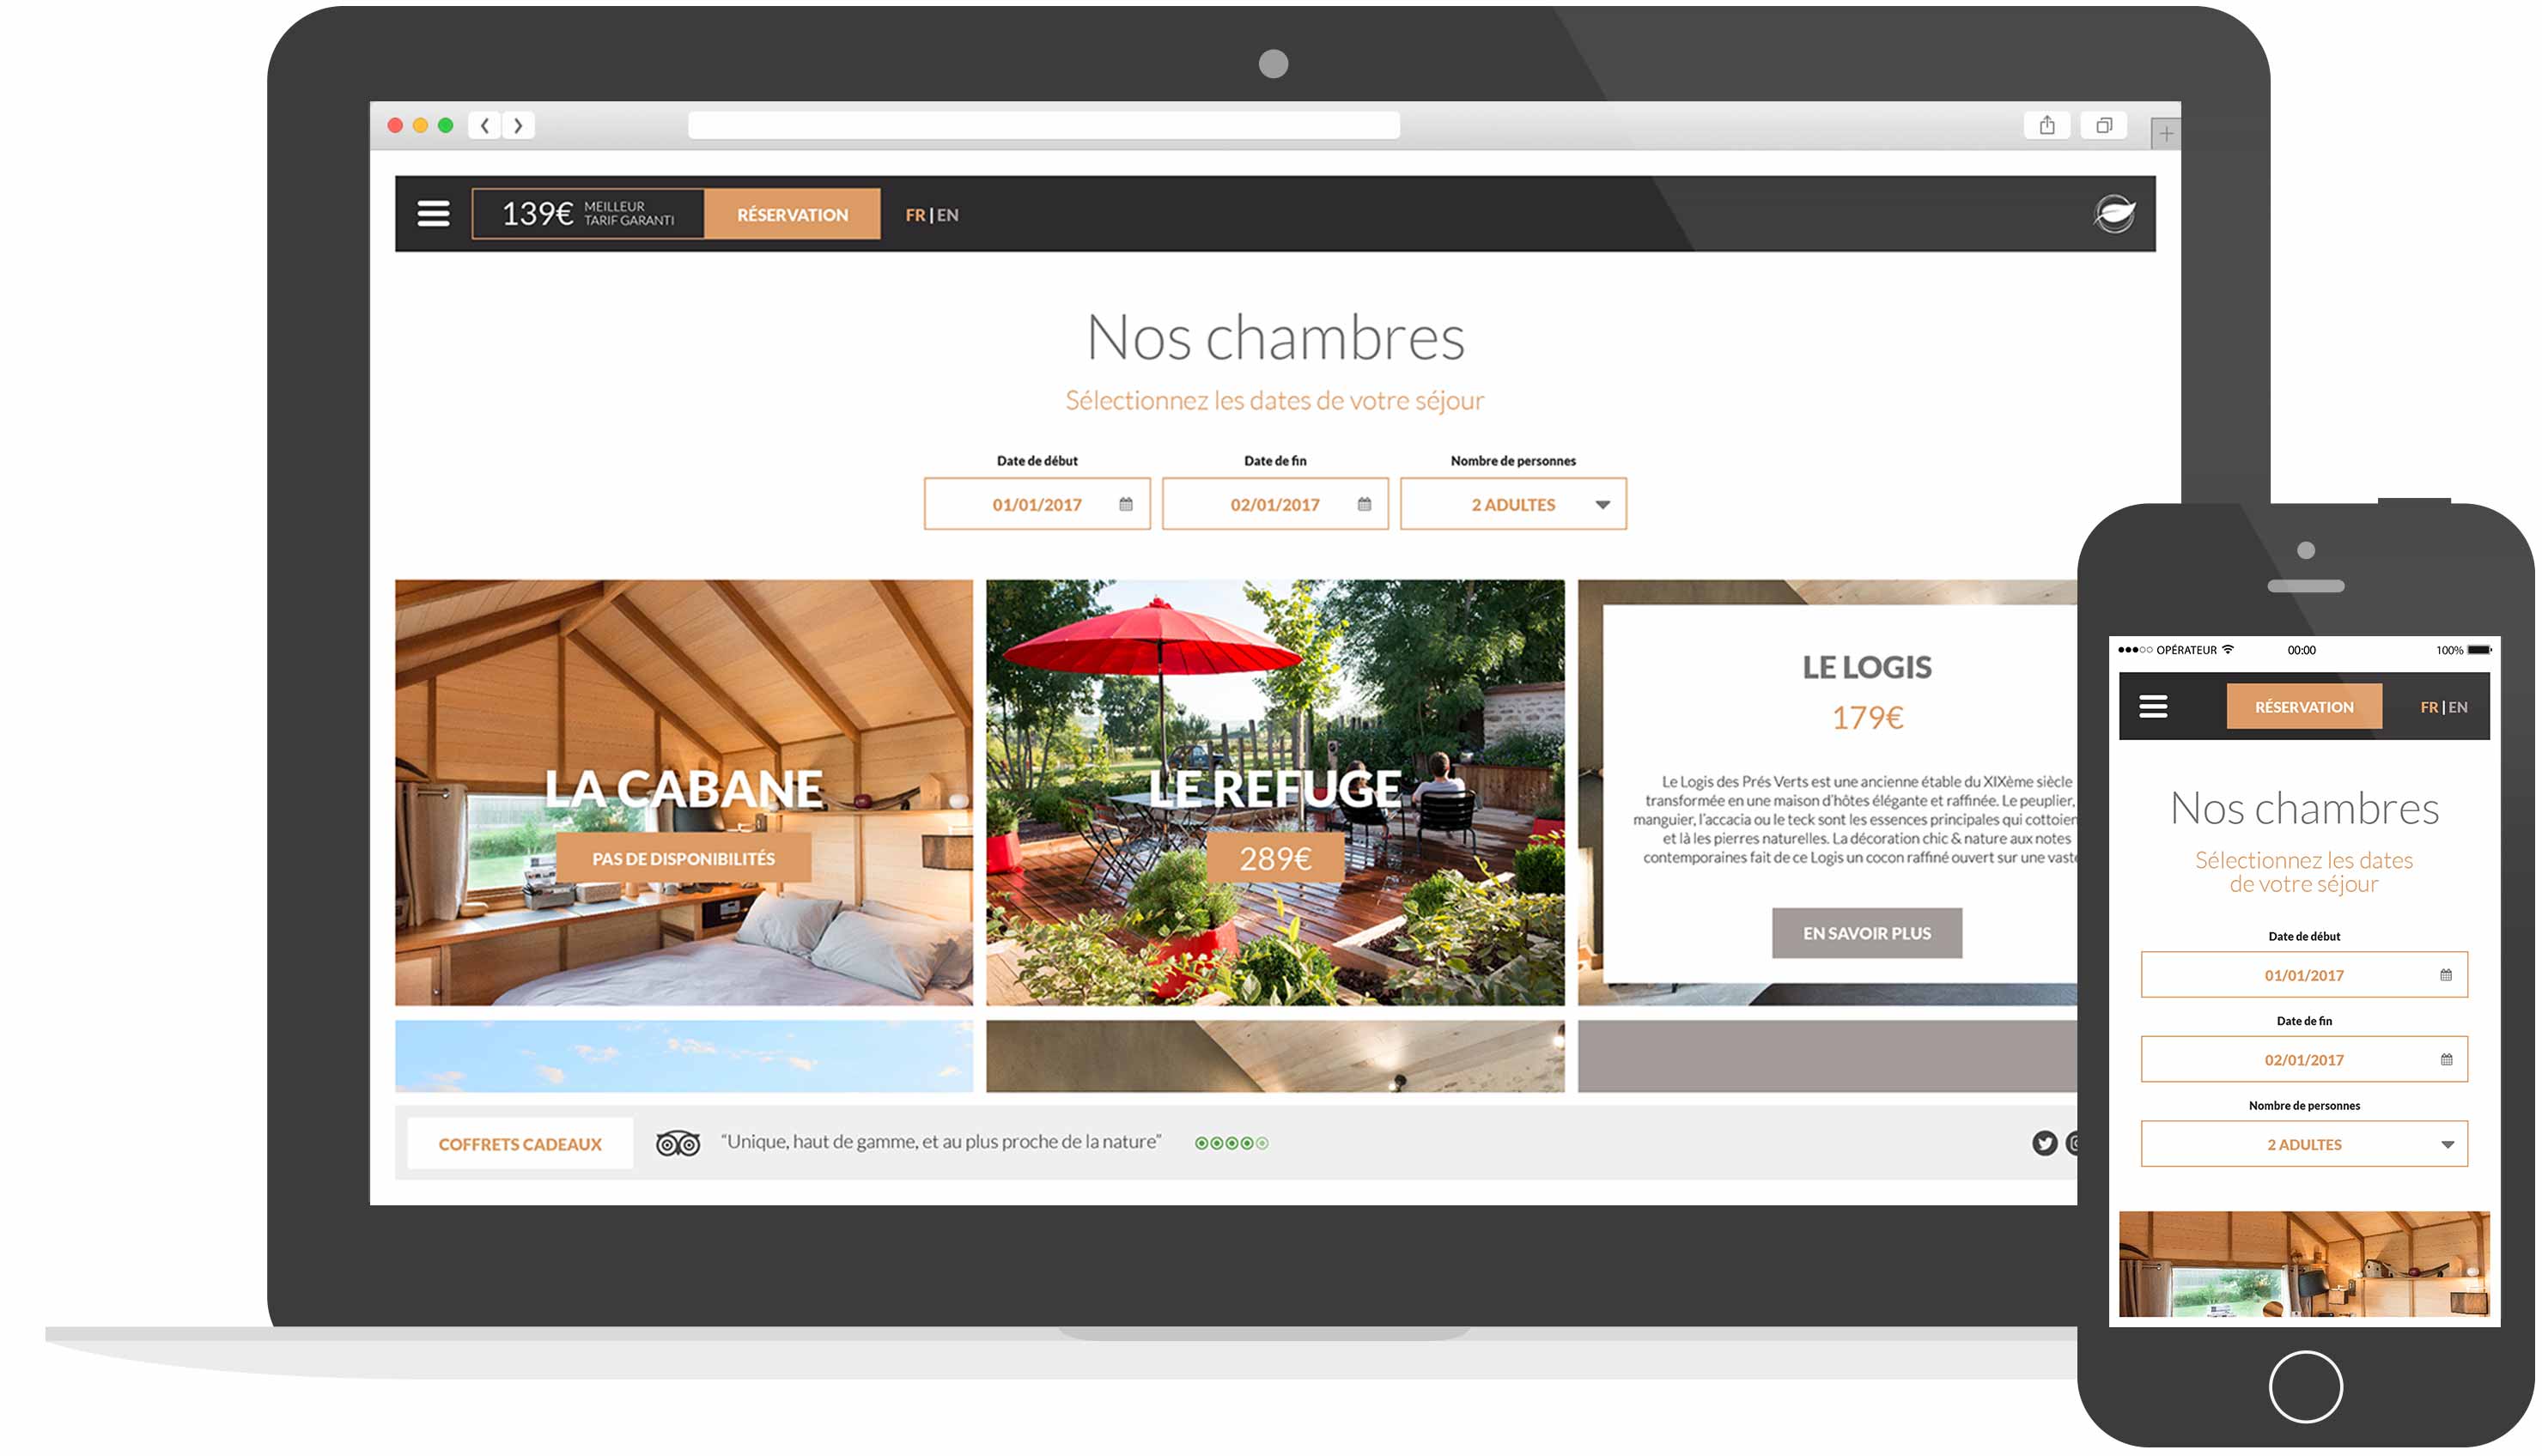 139€ MEILLEUR
TARIF GARANTI
RÉSERVATION
FR | EN
Nos chambres
Sélectionnez les dates de votre séjour
Date de début
01/01/2017
Date de fin
02/01/2017
Nombre de personnes
2 ADULTES
LA CABANE
PAS DE DISPONIBILITÉS
LE REFUGE
289€
LE LOGIS
179€
Le Logis des Prés Verts est une ancienne étable du XIXème siècle
transformée en une maison d'hôtes élégante et raffinée. Le peuplier,
manguier, l'accacia ou le teck sont les essences principales qui
et là les pierres naturelles. La décoration chic & nature aux notes
contemporaines fait de ce Logis un cocon raffiné ouvert sur une
EN SAVOIR PLUS
COFFRETS CADEAUX
“Unique, haut de gamme, et au plus proche de la nature”
OPÉRATEUR 00:00 100%
RÉSERVATION
FR | EN
Nos chambres
Sélectionnez les dates
de votre séjour
Date de début
01/01/2017
Date de fin
02/01/2017
Nombre de personnes
2 ADULTES